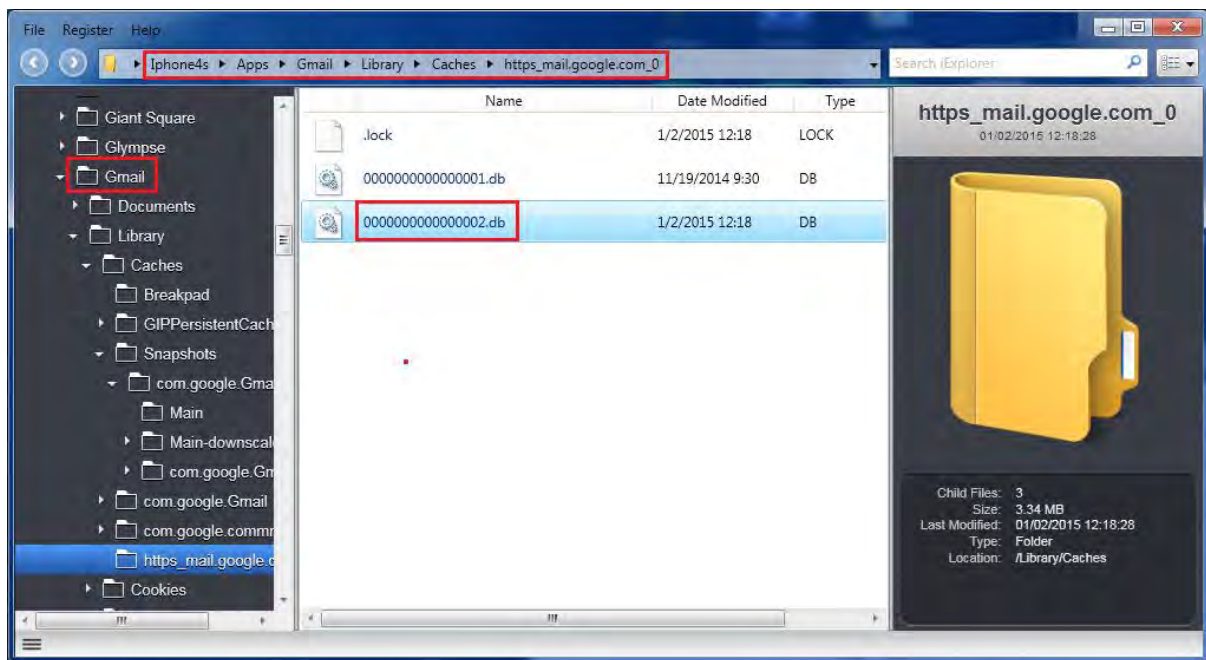 File Register Help
Iphone4s Apps Gmail Library Caches https_mail.google.com_0
Search iExplorer
Giant Square
Glympse
Gmail
Documents
Library
Caches
Breakpad
GIPPersistentCach
Snapshots
com.google.Gma
Main
Main-downscal
com.google.Gm
com.google.Gmail
com.google.commr
https_mail.google.c
Cookies
Name Date Modified Type
.lock 1/2/2015 12:18 LOCK
0000000000000001.db 11/19/2014 9:30 DB
0000000000000002.db 1/2/2015 12:18 DB
https_mail.google.com_0
01/02/2015 12:18:28
Child Files: 3
Size: 3.34 MB
Last Modified: 01/02/2015 12:18:28
Type: Folder
Location: /Library/Caches